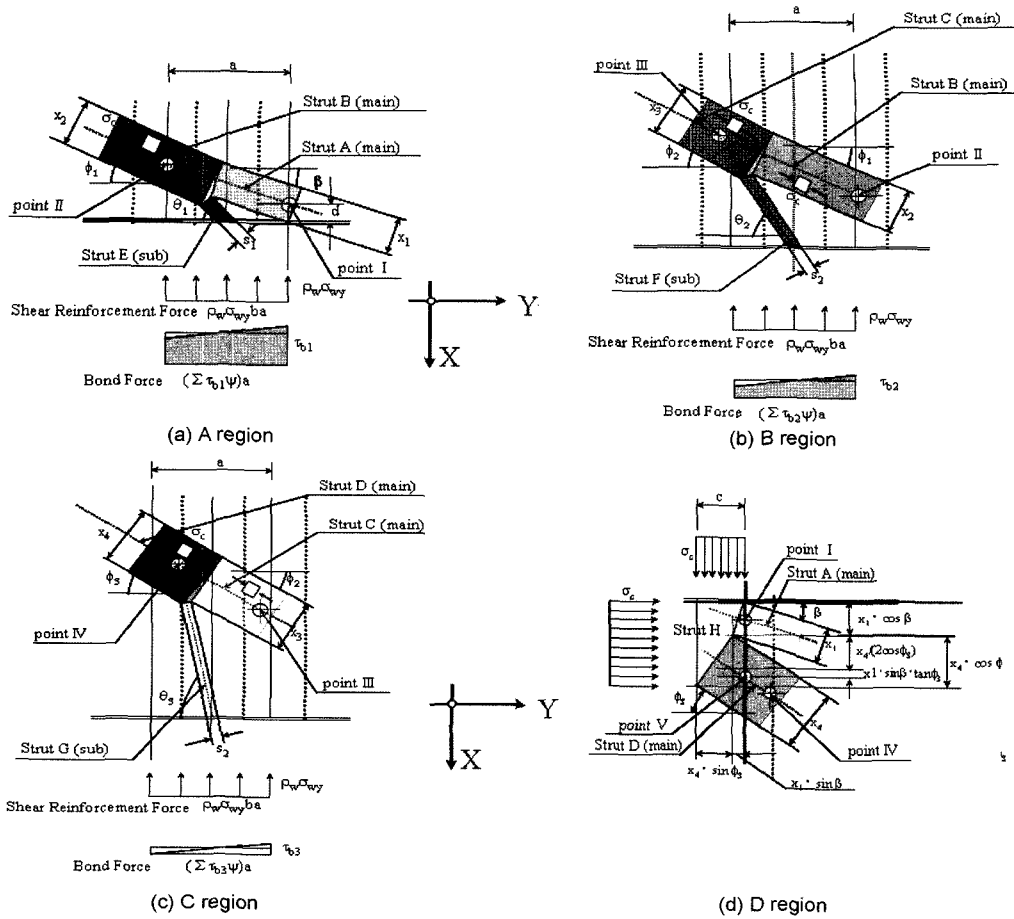 a
Strut B (main)
x₂
σc
Strut A (main)
ϕ₁
β
d
point II
θ₁
x₁
Strut E (sub)
s₁
point I
ρwσwy
Shear Reinforcement Force ρwσwyba
τb1
Bond Force (Στb1ψ)a
Y
X
(a) A region
a
Strut C (main)
point III
Strut B (main)
x₃
σc
ϕ₂
ϕ₁
point II
x₂
θ₂
Strut F (sub)
s₂
ρwσwy
Shear Reinforcement Force ρwσwyba
τb2
Bond Force (Στb2ψ)a
(b) B region
a
Strut D (main)
Strut C (main)
x₄
σc
ϕ₃
ϕ₂
x₃
point IV
point III
θ₃
Strut G (sub)
s₂
ρwσwy
Shear Reinforcement Force ρwσwyba
τb3
Bond Force (Στb3ψ)a
Y
X
(c) C region
c
σc
point I
Strut A (main)
σc
β
x₁・cosβ
Strut H
x₁
x₄/(2cosϕ₃)
x₄・cosϕ
x1・sinβ・tanϕ₃
ϕ₃
point V
x₄
Strut D (main)
point IV
x₄・sinϕ₃
x₁・sinβ
(d) D region